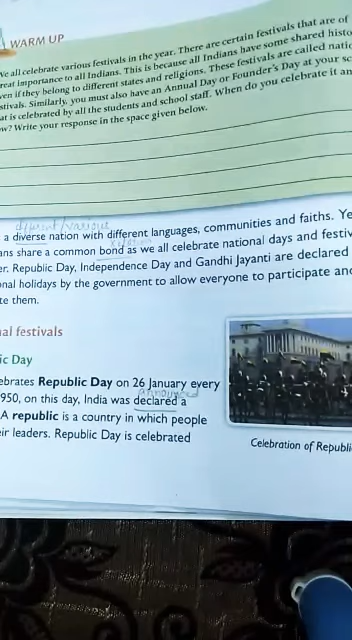 WARM UP
We all celebrate various festivals in the year. There are certain festivals that are of
reat importance to all Indians. This is because all Indians have some shared histo
ven if they belong to different states and religions. These festivals are called natio
stivals. Similarly, you must also have an Annual Day or Founder's Day at your sc
at is celebrated by all the students and school staff. When do you celebrate it an
w? Write your response in the space given below.
different/various
a diverse nation with different languages, communities and faiths. Ye
ans share a common bond as we all celebrate national days and festiv
er. Republic Day, Independence Day and Gandhi Jayanti are declared
onal holidays by the government to allow everyone to participate and
te them.
al festivals
ic Day
ebrates Republic Day on 26 January every
announced
950, on this day, India was declared a
A republic is a country in which people
eir leaders. Republic Day is celebrated
Celebration of Republi